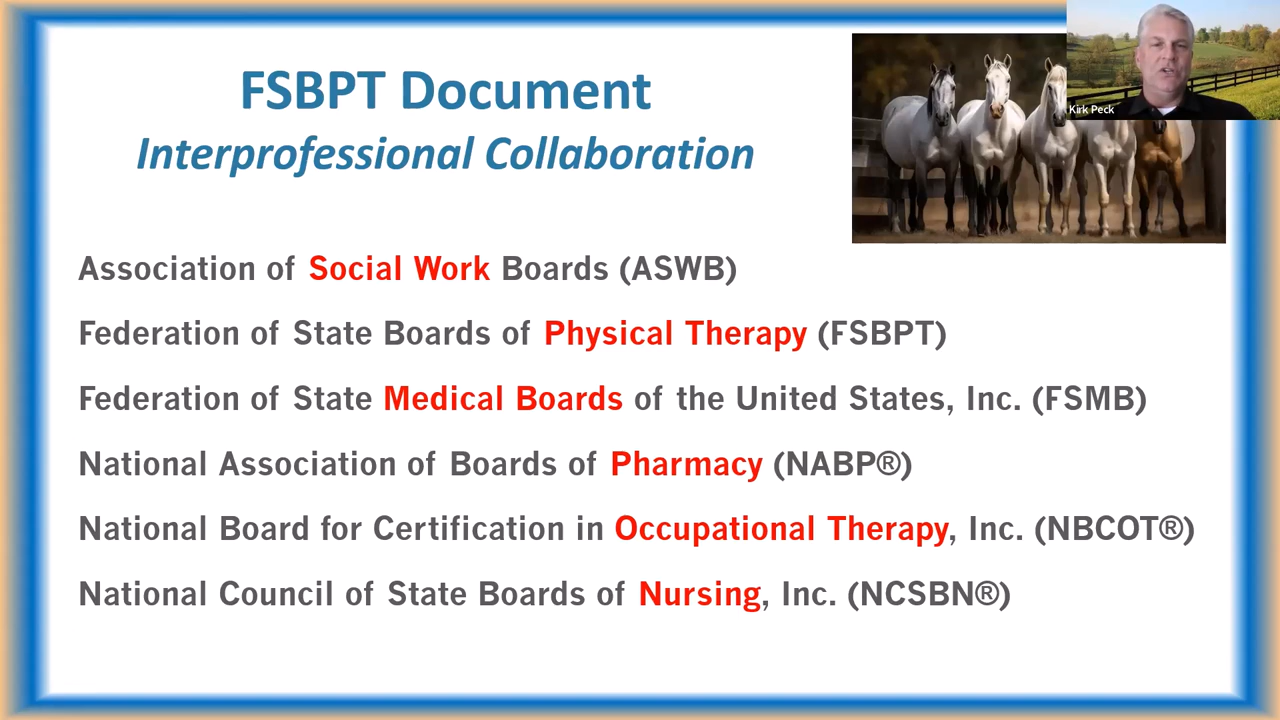 FSBPT Document
Interprofessional Collaboration
Kirk Peck
Association of Social Work Boards (ASWB)
Federation of State Boards of Physical Therapy (FSBPT)
Federation of State Medical Boards of the United States, Inc. (FSMB)
National Association of Boards of Pharmacy (NABP®)
National Board for Certification in Occupational Therapy, Inc. (NBCOT®)
National Council of State Boards of Nursing, Inc. (NCSBN®)